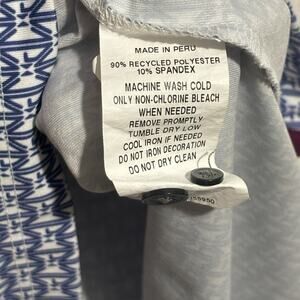 MADE IN PERU
90% RECYCLED POLYESTER
10% SPANDEX
MACHINE WASH COLD
ONLY NON-CHLORINE BLEACH
WHEN NEEDED
REMOVE PROMPTLY
TUMBLE DRY LOW
COOL IRON IF NEEDED
DO NOT IRON DECORATION
DO NOT DRY CLEAN